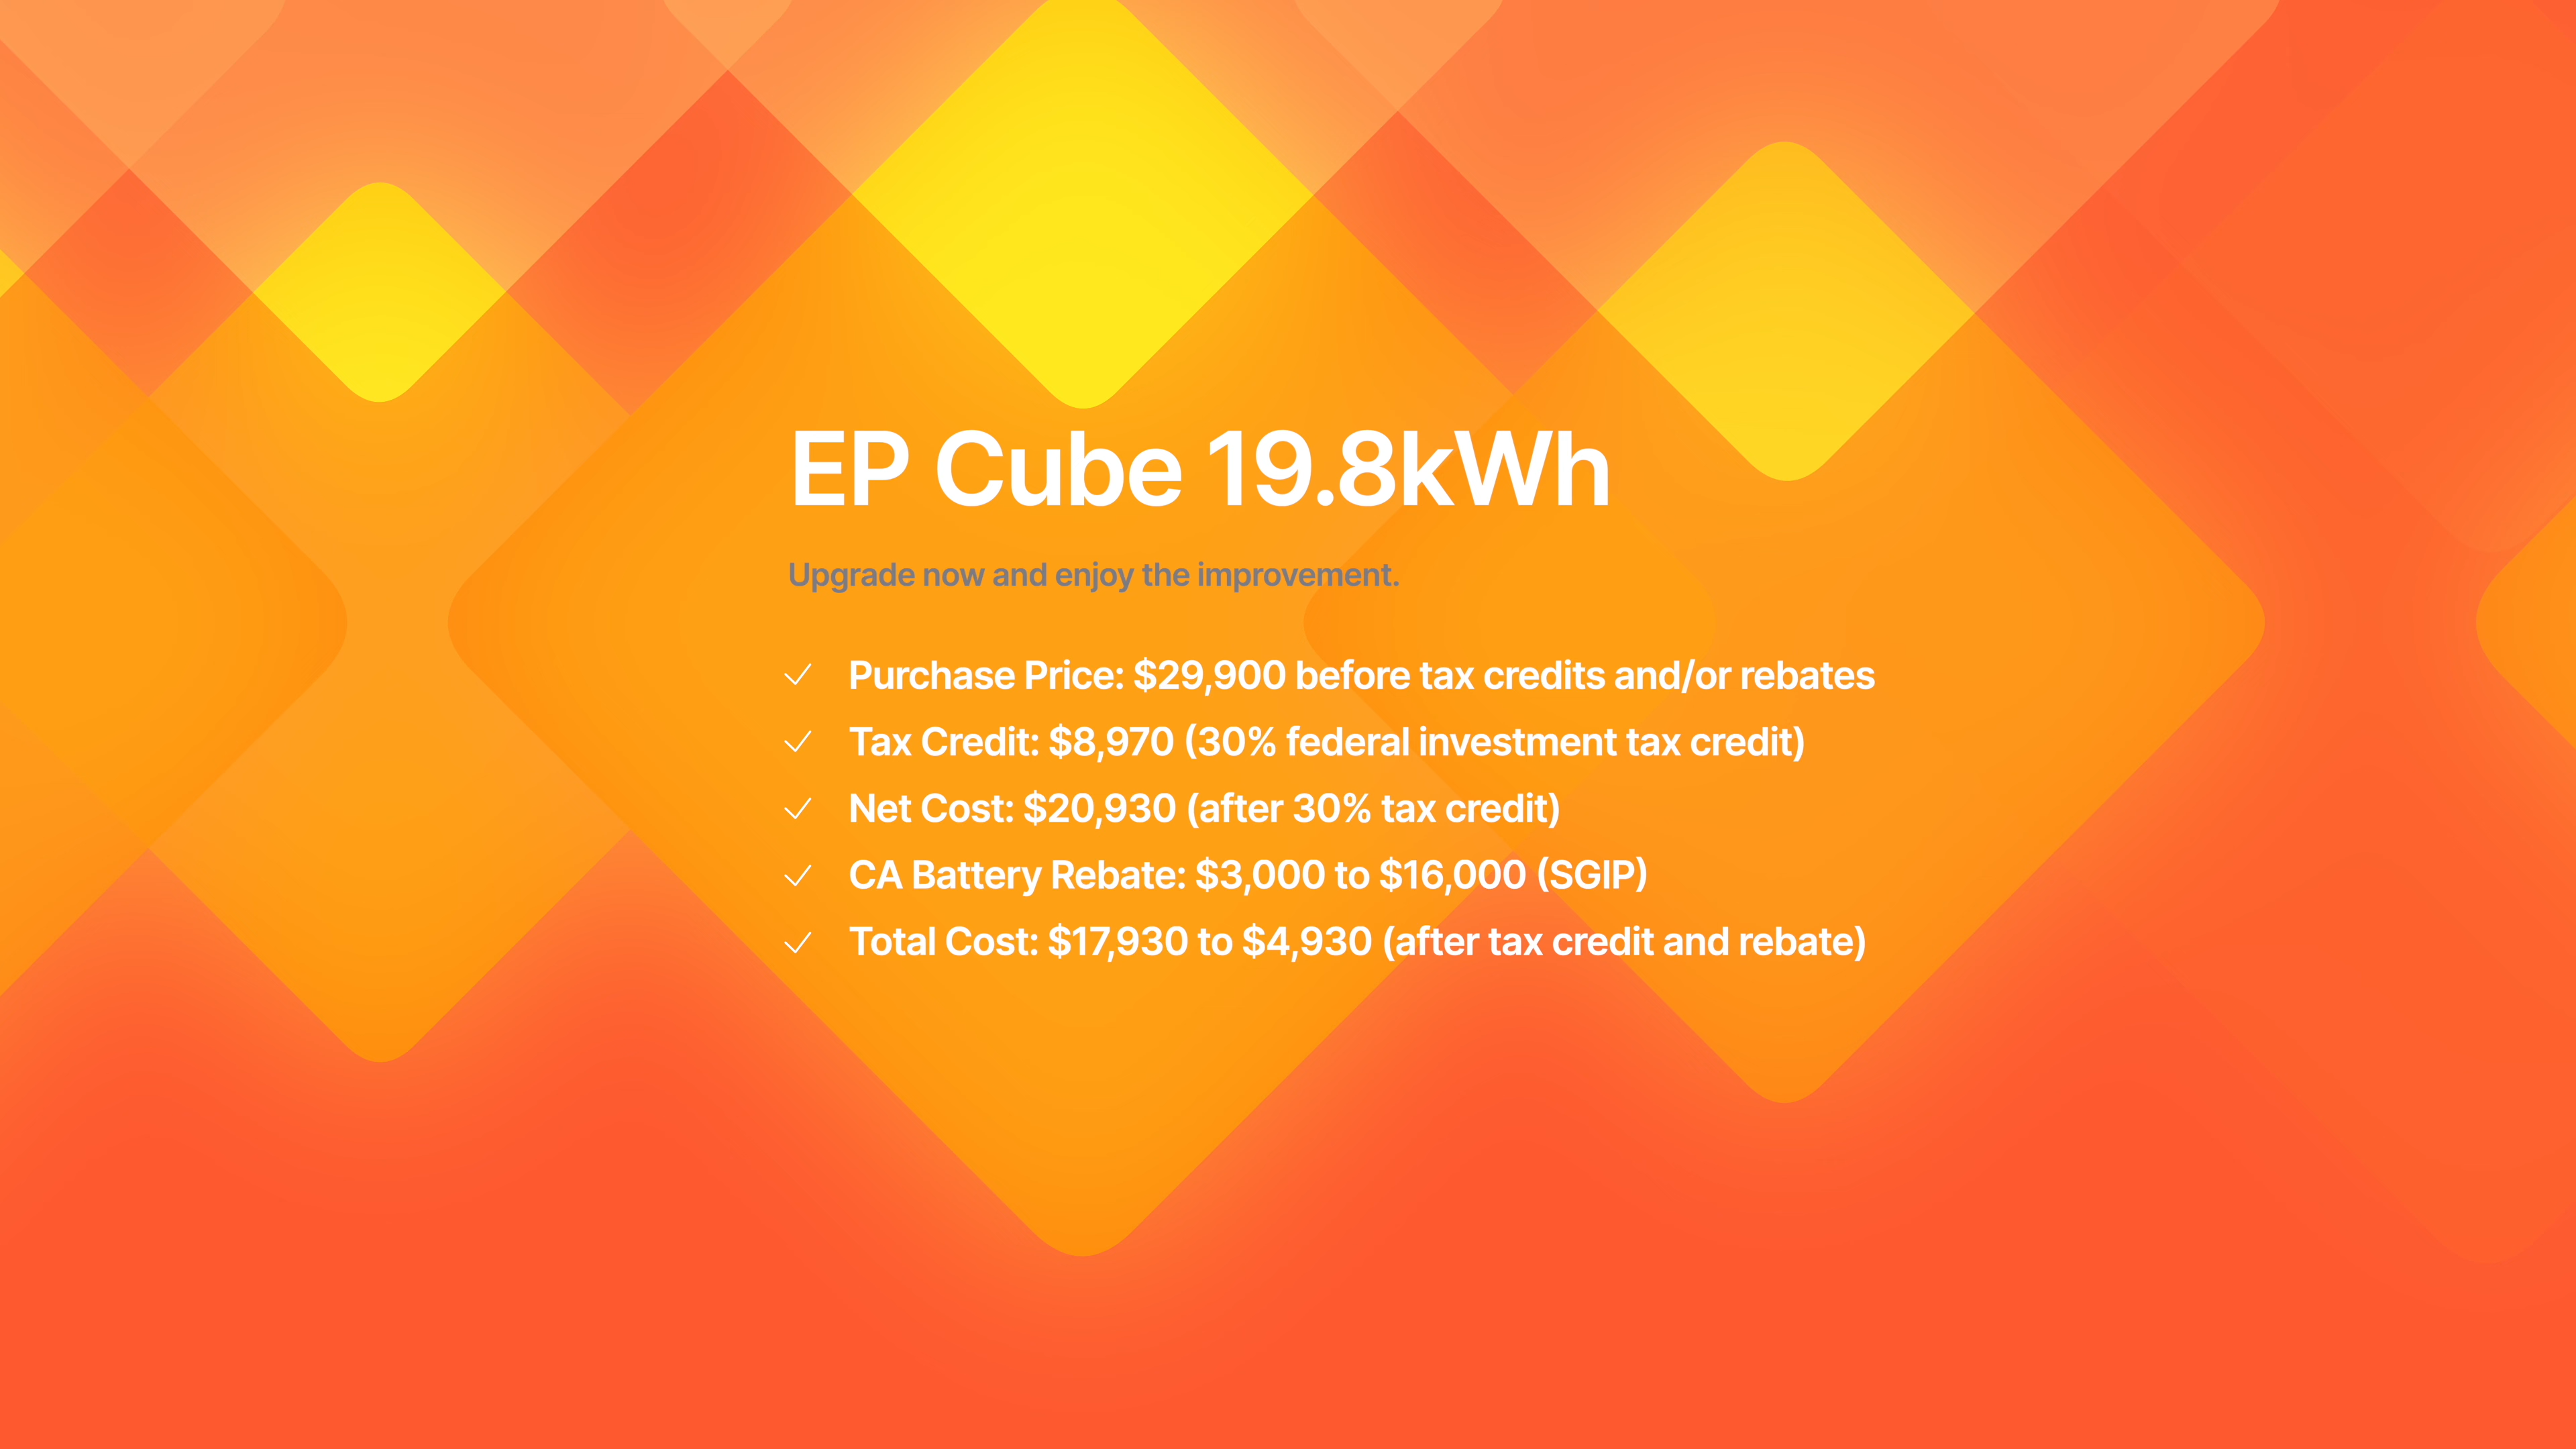 EP Cube 19.8kWh
Upgrade now and enjoy the improvement.
Purchase Price: $29,900 before tax credits and/or rebates
Tax Credit: $8,970 (30% federal investment tax credit)
Net Cost: $20,930 (after 30% tax credit)
CA Battery Rebate: $3,000 to $16,000 (SGIP)
Total Cost: $17,930 to $4,930 (after tax credit and rebate)